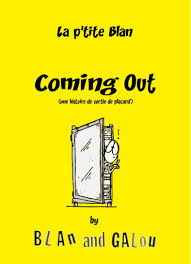 La p'tite Blan
Coming Out
(une histoire de sortie de placard)
by
BLAn and GALou